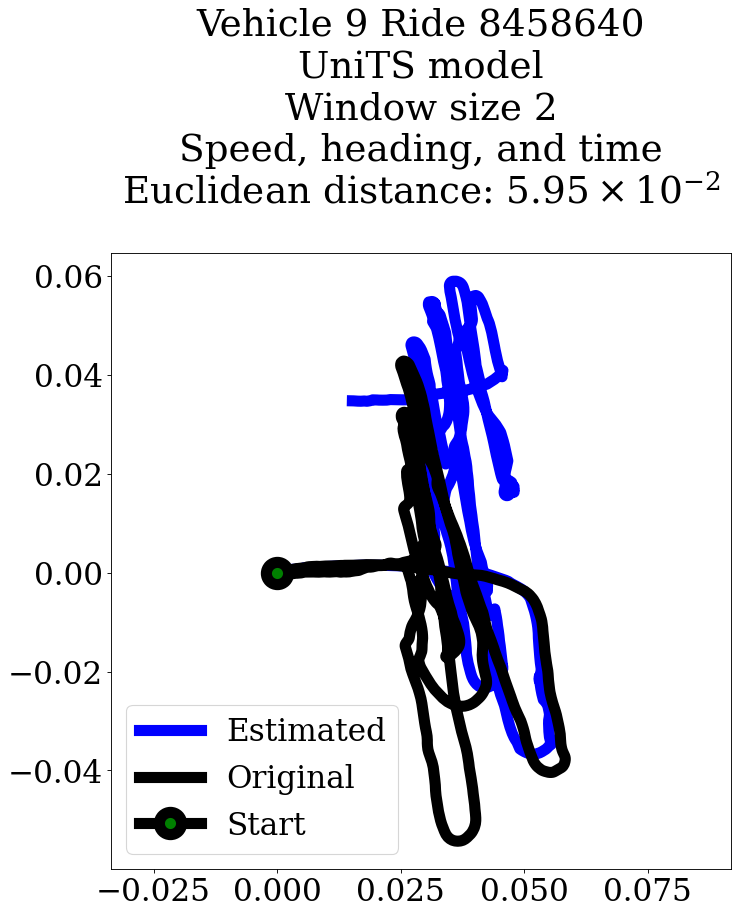 Vehicle 9 Ride 8458640
UniTS model
Window size 2
Speed, heading, and time
Euclidean distance: 5.95 × 10⁻²
0.06
0.04
0.02
0.00
−0.02
−0.04
Estimated
Original
Start
−0.025 0.000 0.025 0.050 0.075